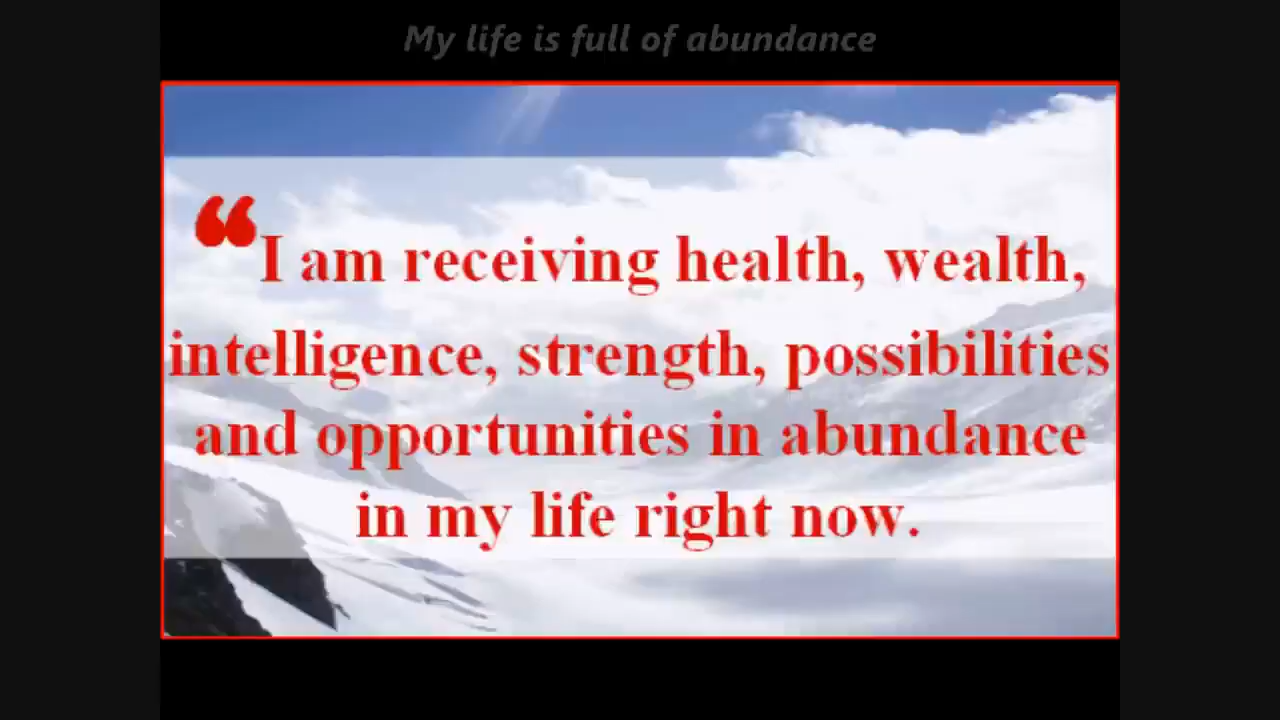 My life is full of abundance
“I am receiving health, wealth,
intelligence, strength, possibilities
and opportunities in abundance
in my life right now.